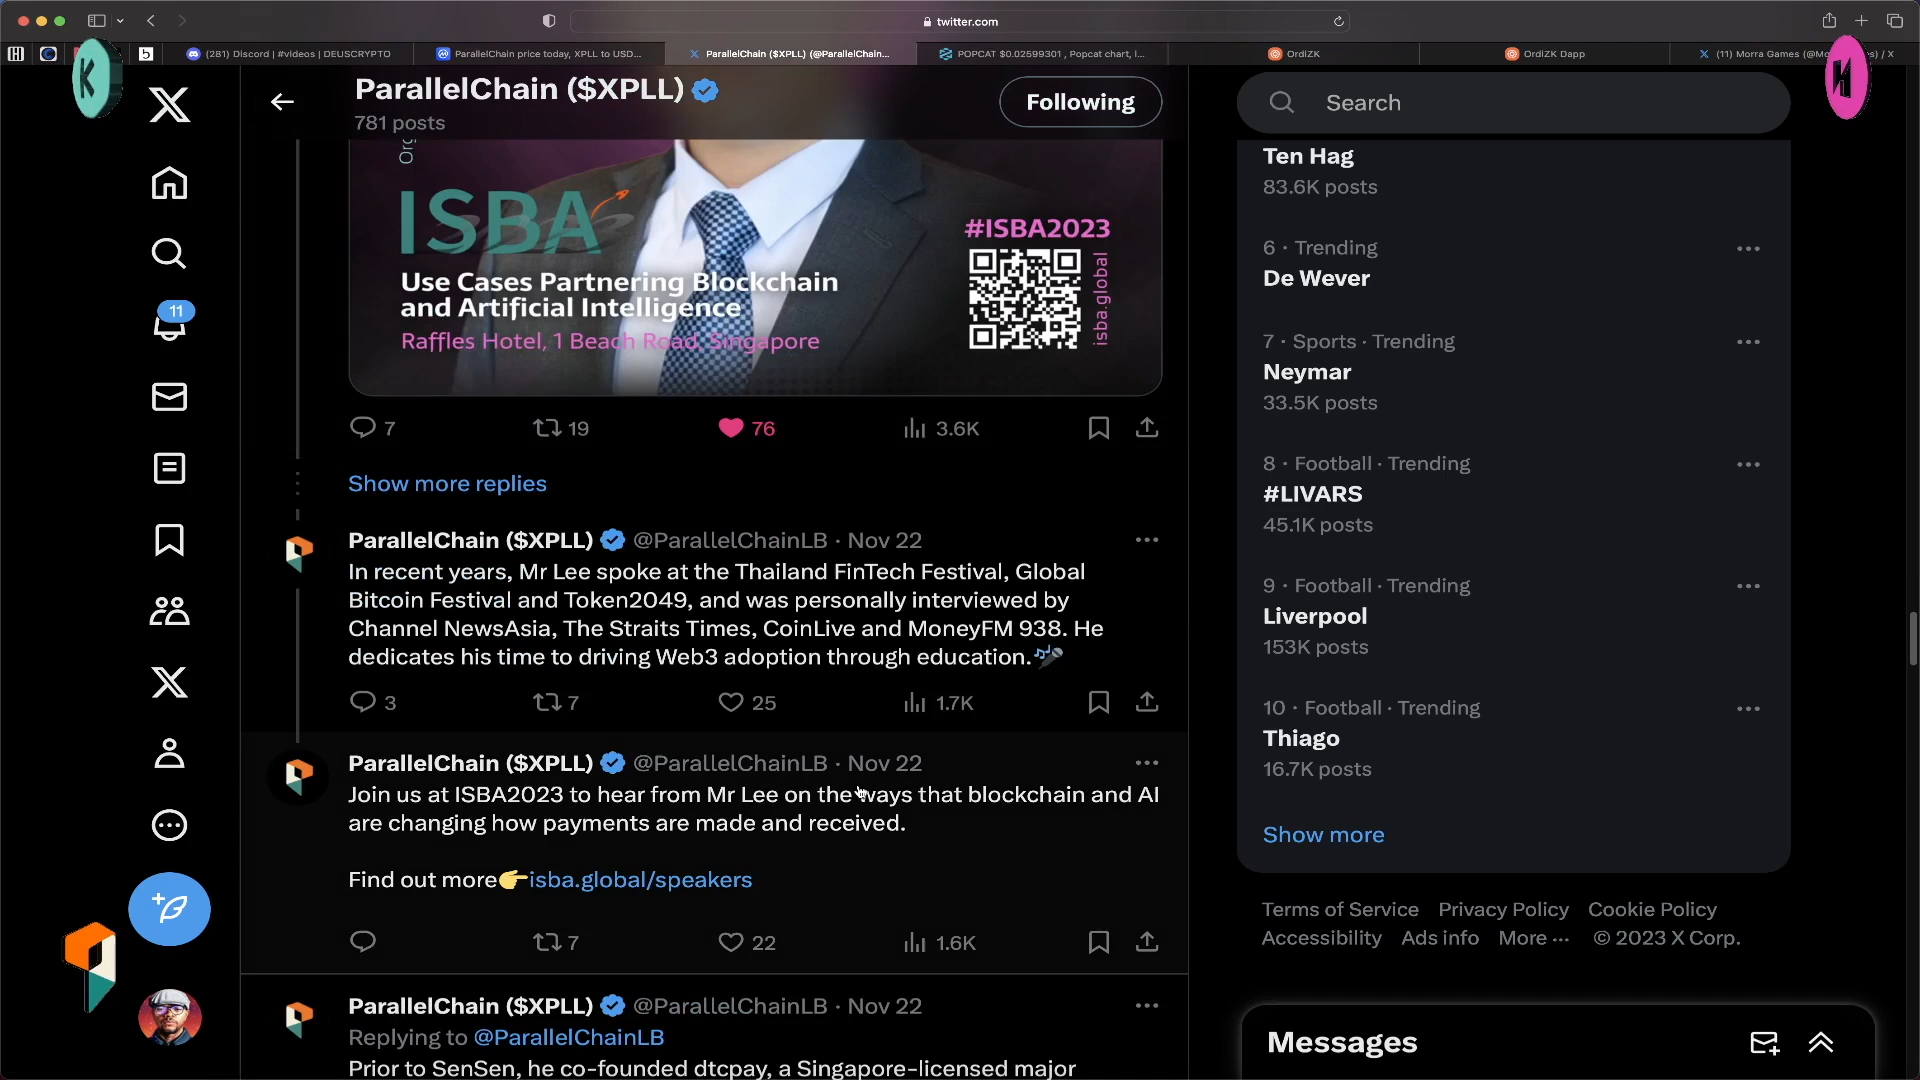 twitter.com
(281) Discord | #videos | DEUSCRYPTO
ParallelChain price today, XPLL to USD...
ParallelChain ($XPLL) (@ParallelChain...
POPCAT $0.02599301 , Popcat chart, l...
OrdiZK
OrdiZK Dapp
(11) Morra Games
ParallelChain ($XPLL)
781 posts
Following
Search
ISBA
#ISBA2023
Use Cases Partnering Blockchain
and Artificial Intelligence
Raffles Hotel, 1 Beach Road, Singapore
isba.global
7 19 76 3.6K
Show more replies
ParallelChain ($XPLL) @ParallelChainLB · Nov 22
In recent years, Mr Lee spoke at the Thailand FinTech Festival, Global
Bitcoin Festival and Token2049, and was personally interviewed by
Channel NewsAsia, The Straits Times, CoinLive and MoneyFM 938. He
dedicates his time to driving Web3 adoption through education.🎤
3 7 25 1.7K
ParallelChain ($XPLL) @ParallelChainLB · Nov 22
Join us at ISBA2023 to hear from Mr Lee on the ways that blockchain and AI
are changing how payments are made and received.
Find out more👉isba.global/speakers
7 22 1.6K
ParallelChain ($XPLL) @ParallelChainLB · Nov 22
Replying to @ParallelChainLB
Prior to SenSen, he co-founded dtcpay, a Singapore-licensed major
11
Ten Hag
83.6K posts
6 · Trending
De Wever
7 · Sports · Trending
Neymar
33.5K posts
8 · Football · Trending
#LIVARS
45.1K posts
9 · Football · Trending
Liverpool
153K posts
10 · Football · Trending
Thiago
16.7K posts
Show more
Terms of Service Privacy Policy Cookie Policy
Accessibility Ads info More ··· © 2023 X Corp.
Messages